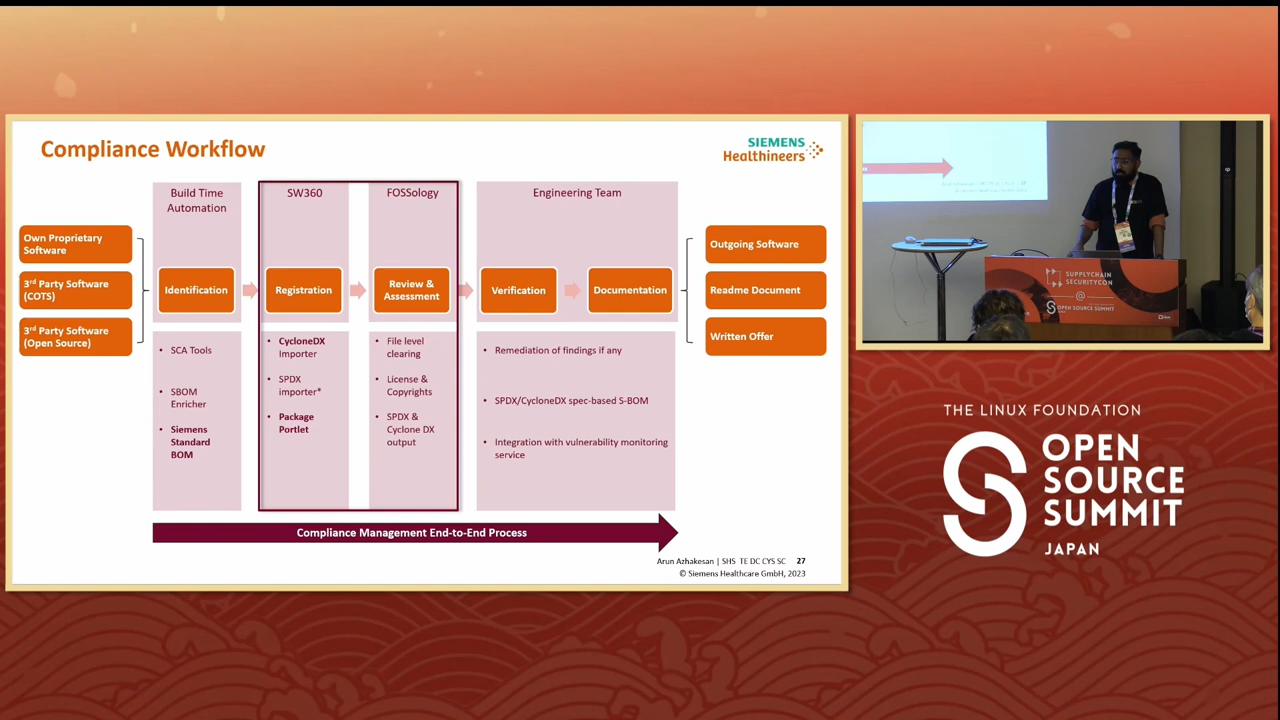 Compliance Workflow
SIEMENS
Healthineers
Build Time
Automation
SW360
FOSSology
Engineering Team
Own Proprietary
Software
3rd Party Software
(COTS)
3rd Party Software
(Open Source)
Identification
Registration
Review &
Assessment
Verification
Documentation
Outgoing Software
Readme Document
Written Offer
• SCA Tools
• SBOM
Enricher
• Siemens
Standard
BOM
• CycloneDX
Importer
• SPDX
importer*
• Package
Portlet
• File level
clearing
• License &
Copyrights
• SPDX &
Cyclone DX
output
• Remediation of findings if any
• SPDX/CycloneDX spec-based S-BOM
• Integration with vulnerability monitoring
service
Compliance Management End-to-End Process
Arun Azhakesan | SHS TE DC CYS SC 27
© Siemens Healthcare GmbH, 2023
SUPPLYCHAIN
SECURITYCON
@
OPEN SOURCE SUMMIT
THE LINUX FOUNDATION
OPEN
SOURCE
SUMMIT
JAPAN